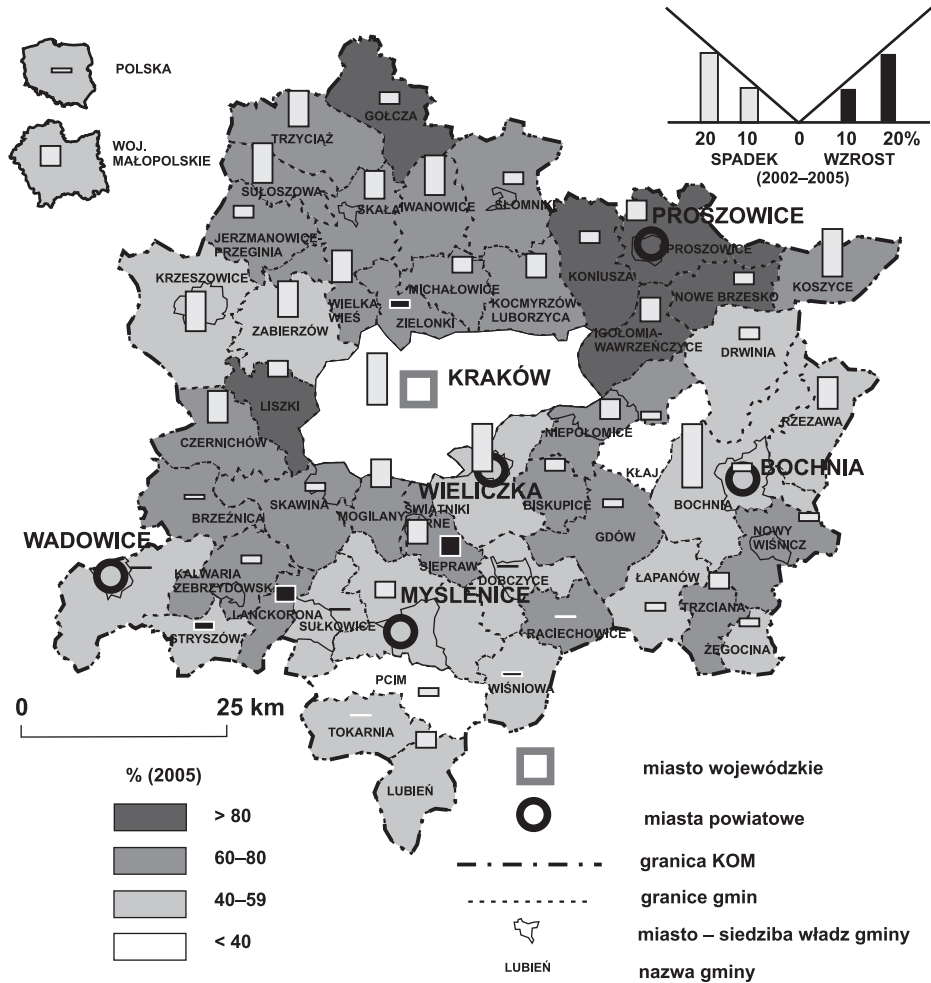 POLSKA
WOJ.
MAŁOPOLSKIE
20 10 0 10 20%
SPADEK WZROST
(2002–2005)
GOŁCZA
TRZYCIĄŻ
SUŁOSZOWA
SKAŁA
IWANOWICE
SŁOMNIKI
PROSZOWICE
PROSZOWICE
JERZMANOWICE-
PRZEGINIA
KONIUSZA
KRZESZOWICE
MICHAŁOWICE
NOWE BRZESKO
KOSZYCE
ZABIERZÓW
WIELKA
WIEŚ
ZIELONKI
KOCMYRZÓW-
LUBORZYCA
IGOŁOMIA-
WAWRZEŃCZYCE
DRWINIA
KRAKÓW
LISZKI
RZEZAWA
CZERNICHÓW
NIEPOŁOMICE
KŁAJ
BOCHNIA
WIELICZKA
BRZEŹNICA
SKAWINA
MOGILANY
ŚWIĄTNIKI
GÓRNE
BISKUPICE
BOCHNIA
GDÓW
NOWY
WIŚNICZ
WADOWICE
SIEPRAW
KALWARIA
ZEBRZYDOWSKA
DOBCZYCE
ŁAPANÓW
MYŚLENICE
LANCKORONA
SUŁKOWICE
TRZCIANA
STRYSZÓW
RACIECHOWICE
ŻEGOCINA
PCIM
WIŚNIOWA
TOKARNIA
LUBIEŃ
0 25 km
% (2005)
> 80
60–80
40–59
< 40
miasto wojewódzkie
miasta powiatowe
granica KOM
granice gmin
miasto – siedziba władz gminy
LUBIEŃ nazwa gminy